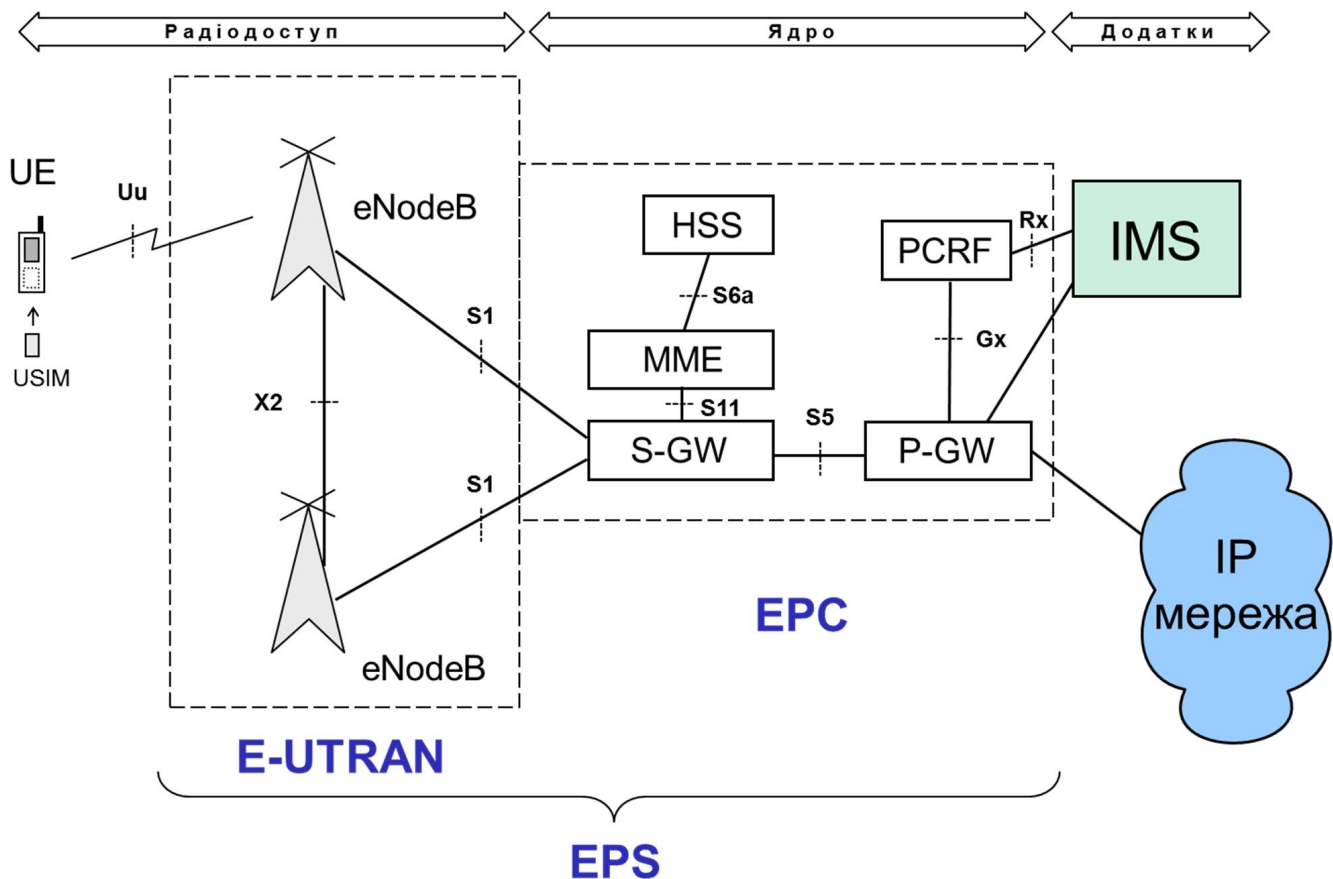 Радіодоступ
Ядро
Додатки
UE
Uu
eNodeB
HSS
PCRF
Rx
IMS
S6a
S1
Gx
USIM
MME
X2
S11
S5
S-GW
P-GW
S1
IP
мережа
EPC
eNodeB
E-UTRAN
EPS